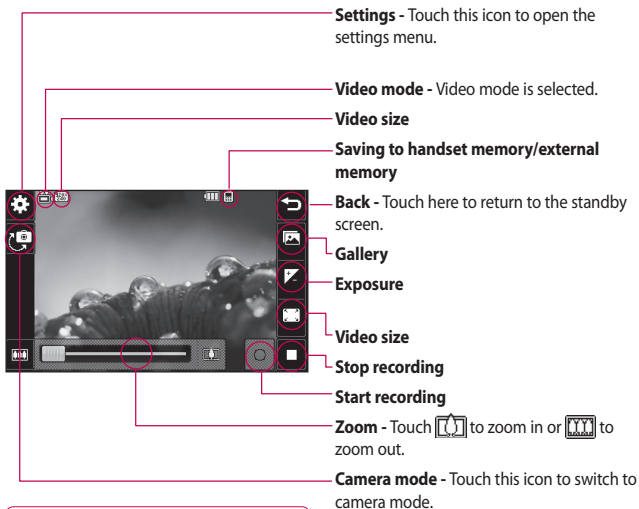 Settings - Touch this icon to open the
settings menu.
Video mode - Video mode is selected.
Video size
Saving to handset memory/external
memory
Back - Touch here to return to the standby
screen.
Gallery
Exposure
Video size
Stop recording
Start recording
Zoom - Touch to zoom in or to
zoom out.
Camera mode - Touch this icon to switch to
camera mode.